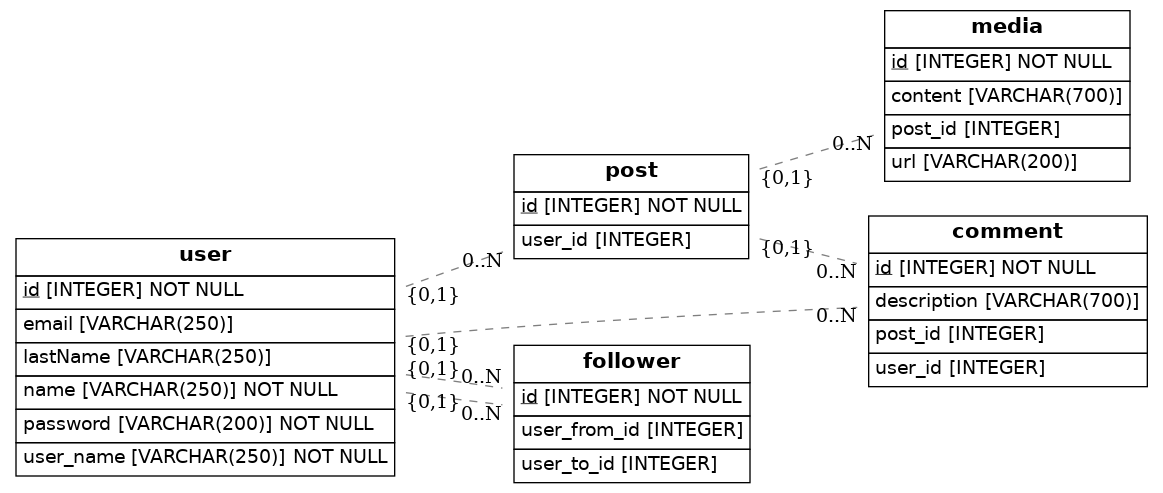 media
id [INTEGER] NOT NULL
content [VARCHAR(700)]
post_id [INTEGER]
url [VARCHAR(200)]
0..N
{0,1}
post
id [INTEGER] NOT NULL
user_id [INTEGER]
{0,1}
0..N
comment
id [INTEGER] NOT NULL
description [VARCHAR(700)]
post_id [INTEGER]
user_id [INTEGER]
user
id [INTEGER] NOT NULL
email [VARCHAR(250)]
lastName [VARCHAR(250)]
name [VARCHAR(250)] NOT NULL
password [VARCHAR(200)] NOT NULL
user_name [VARCHAR(250)] NOT NULL
0..N
{0,1}
0..N
{0,1}
{0,1}
0..N
{0,1}
0..N
follower
id [INTEGER] NOT NULL
user_from_id [INTEGER]
user_to_id [INTEGER]